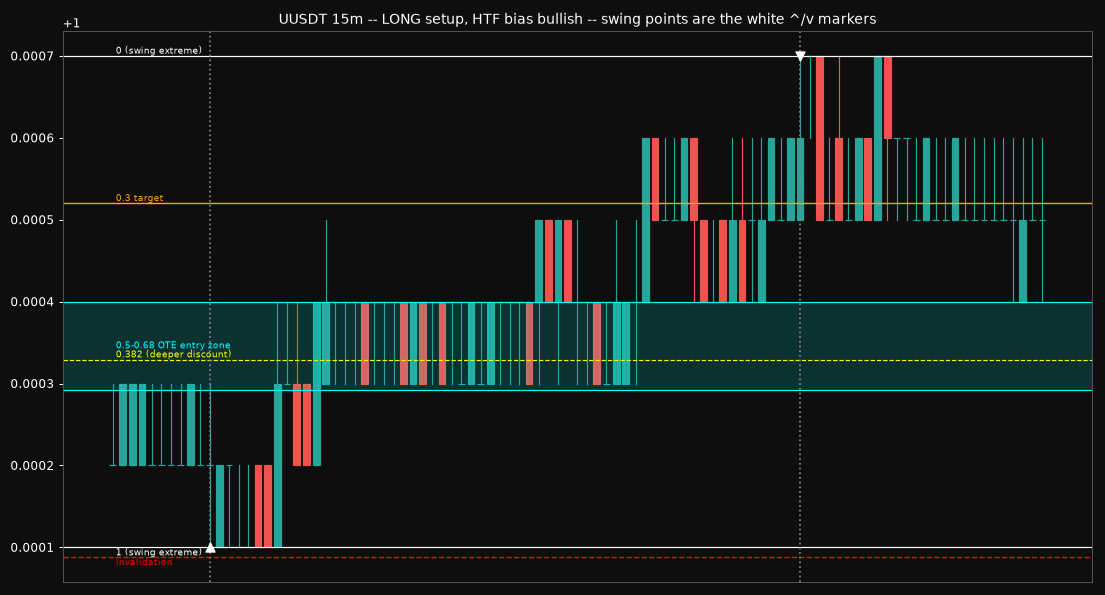 UUSDT 15m -- LONG setup, HTF bias bullish -- swing points are the white ^/v markers
+1
0 (swing extreme)
0.0007
0.0006
0.3 target
0.0005
0.0004
0.5-0.68 OTE entry zone
0.382 (deeper discount)
0.0003
0.0002
0.0001
1 (swing extreme)
invalidation